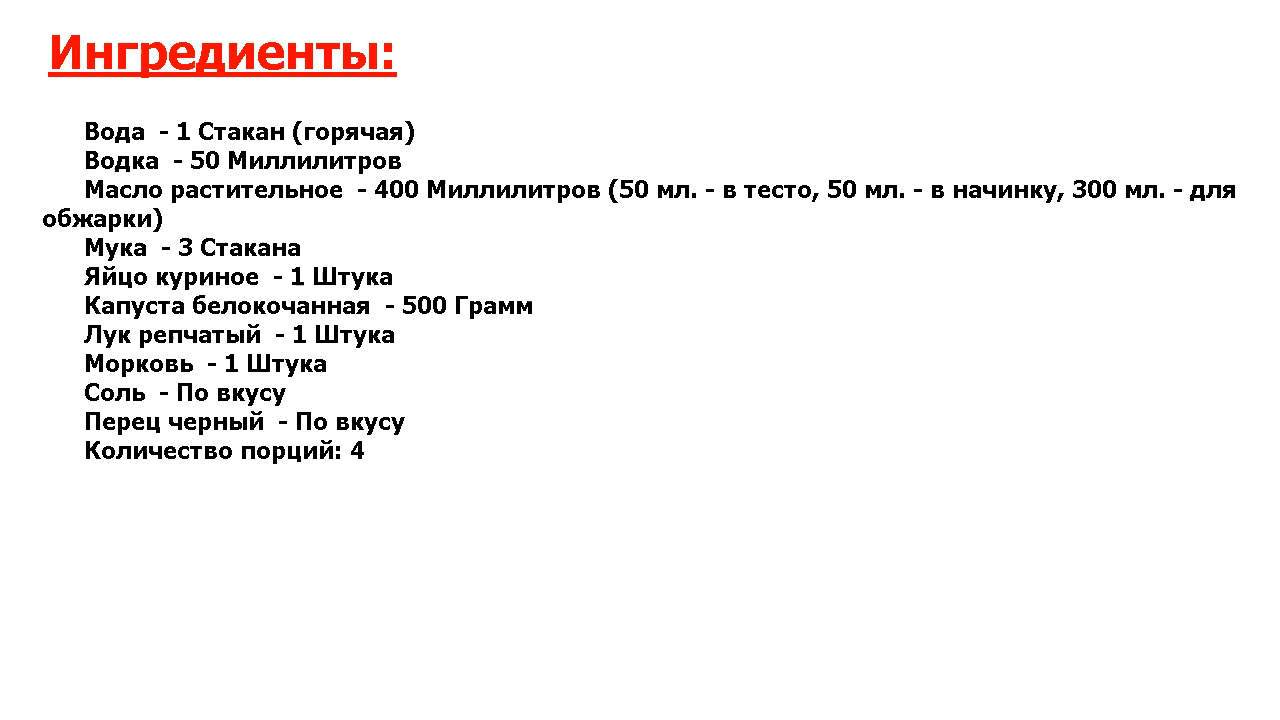 Ингредиенты:
Вода - 1 Стакан (горячая)
Водка - 50 Миллилитров
Масло растительное - 400 Миллилитров (50 мл. - в тесто, 50 мл. - в начинку, 300 мл. - для
обжарки)
Мука - 3 Стакана
Яйцо куриное - 1 Штука
Капуста белокочанная - 500 Грамм
Лук репчатый - 1 Штука
Морковь - 1 Штука
Соль - По вкусу
Перец черный - По вкусу
Количество порций: 4